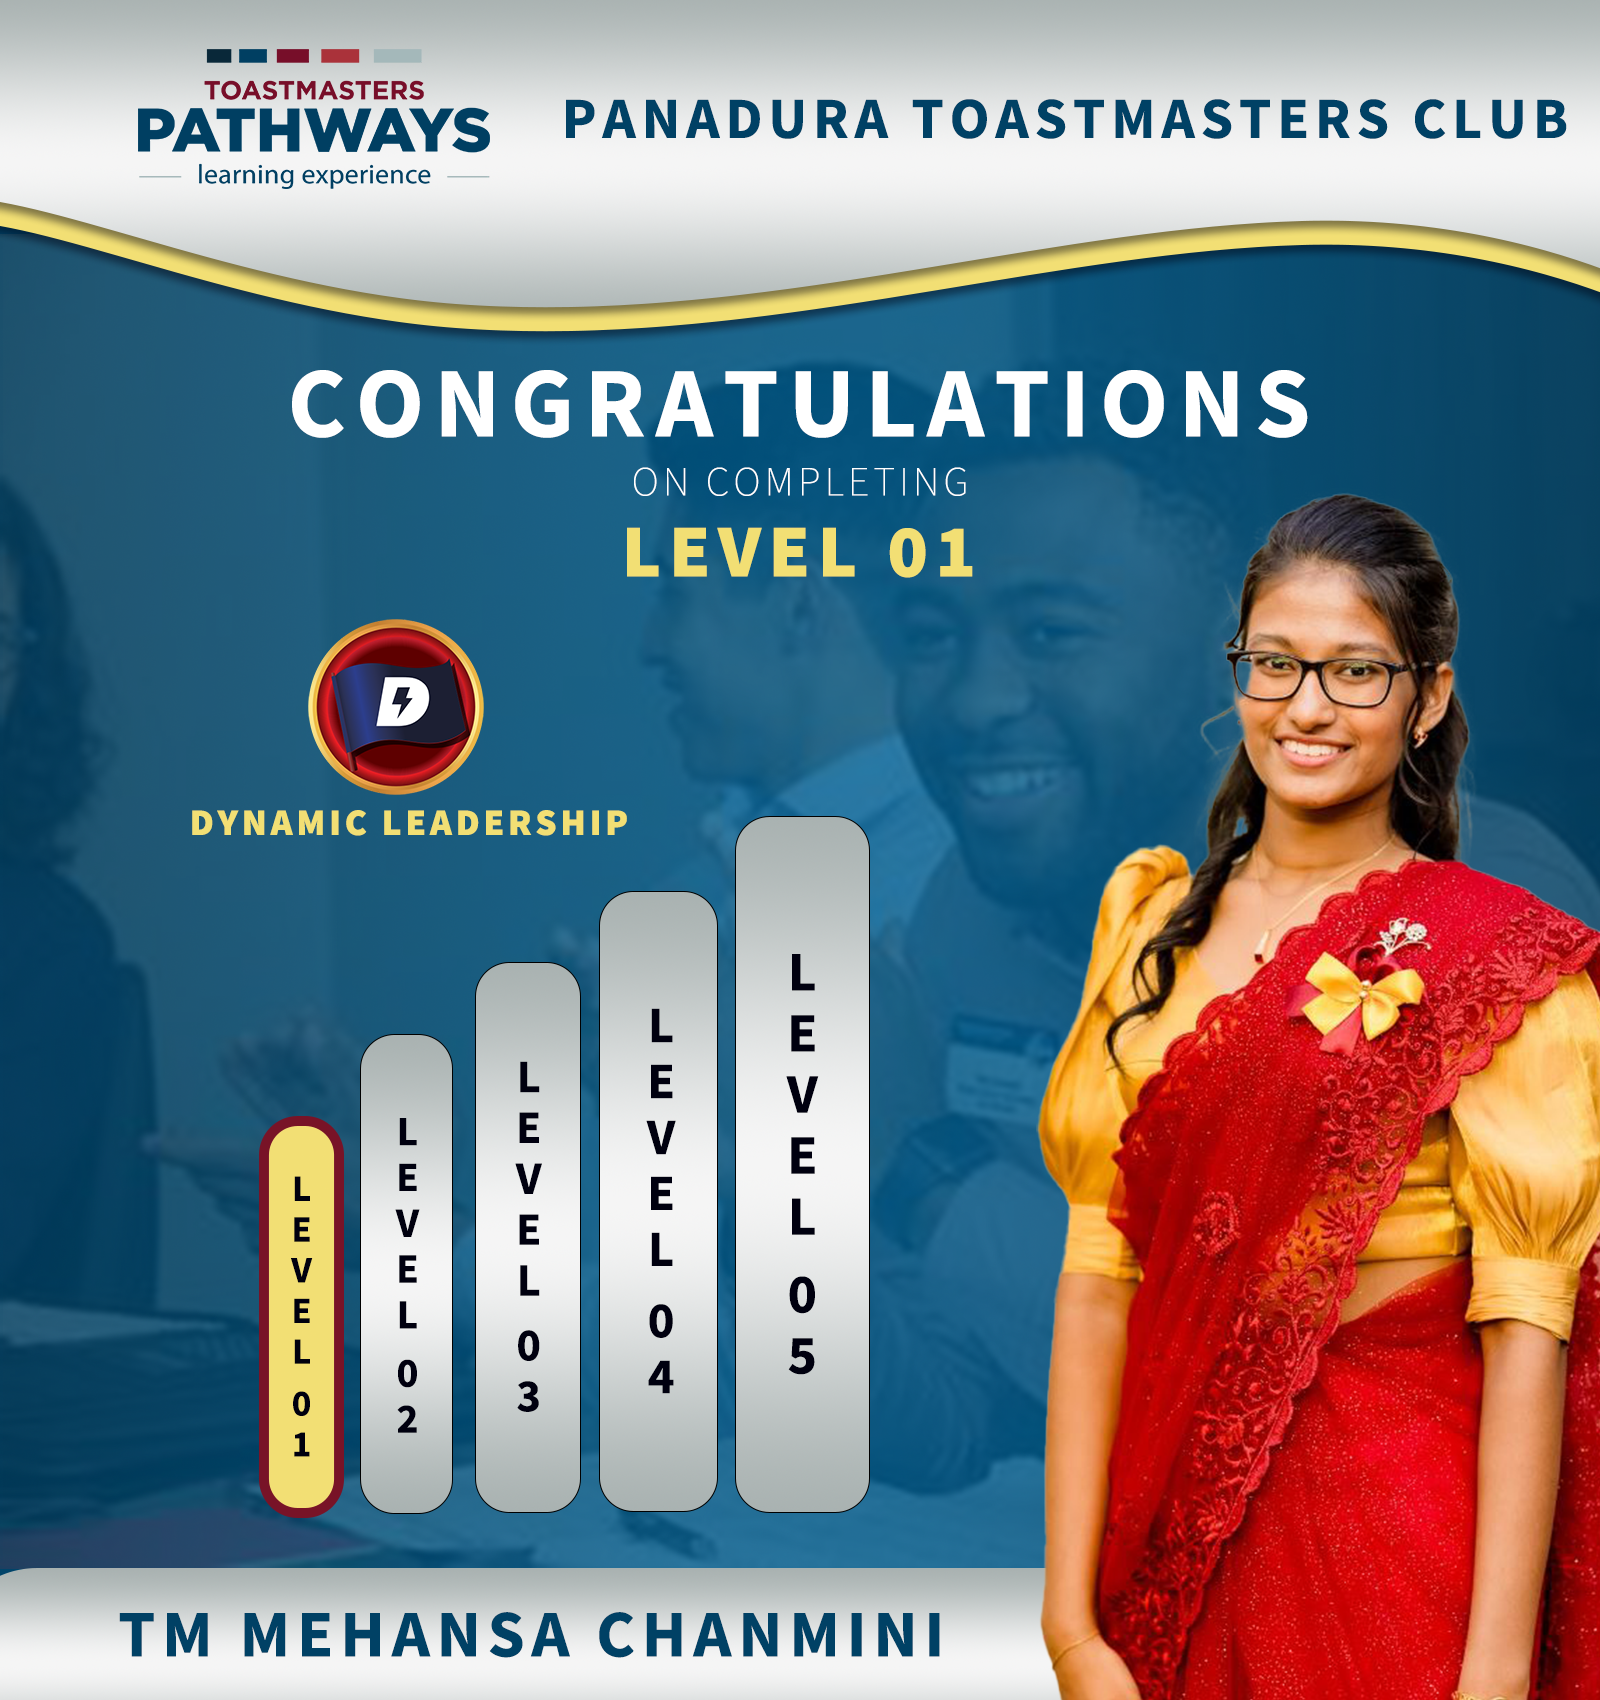 TOASTMASTERS
PATHWAYS
learning experience
PANADURA TOASTMASTERS CLUB
CONGRATULATIONS
ON COMPLETING
LEVEL 01
D
DYNAMIC LEADERSHIP
LEVEL 01
LEVEL 02
LEVEL 03
LEVEL 04
LEVEL 05
TM MEHANSA CHANMINI